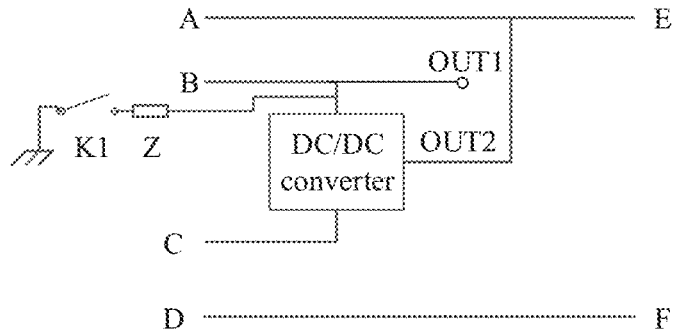 A E
B OUT1
K1 Z DC/DC OUT2
converter
C
D F